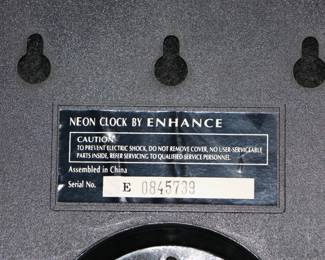 NEON CLOCK BY ENHANCE
CAUTION
TO PREVENT ELECTRIC SHOCK, DO NOT REMOVE COVER, NO USER-SERVICEABLE
PARTS INSIDE, REFER SERVICING TO QUALIFIED SERVICE PERSONNEL.
Assembled in China
Serial No. E 0845739